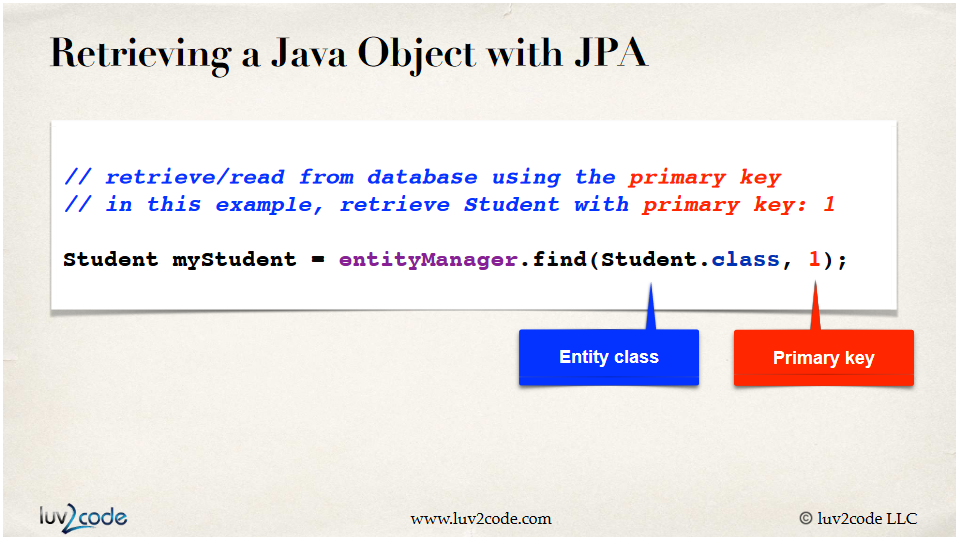 Retrieving a Java Object with JPA
// retrieve/read from database using the primary key
// in this example, retrieve Student with primary key: 1
Student myStudent = entityManager.find(Student.class, 1);
Entity class
Primary key
luv2code
www.luv2code.com
© luv2code LLC